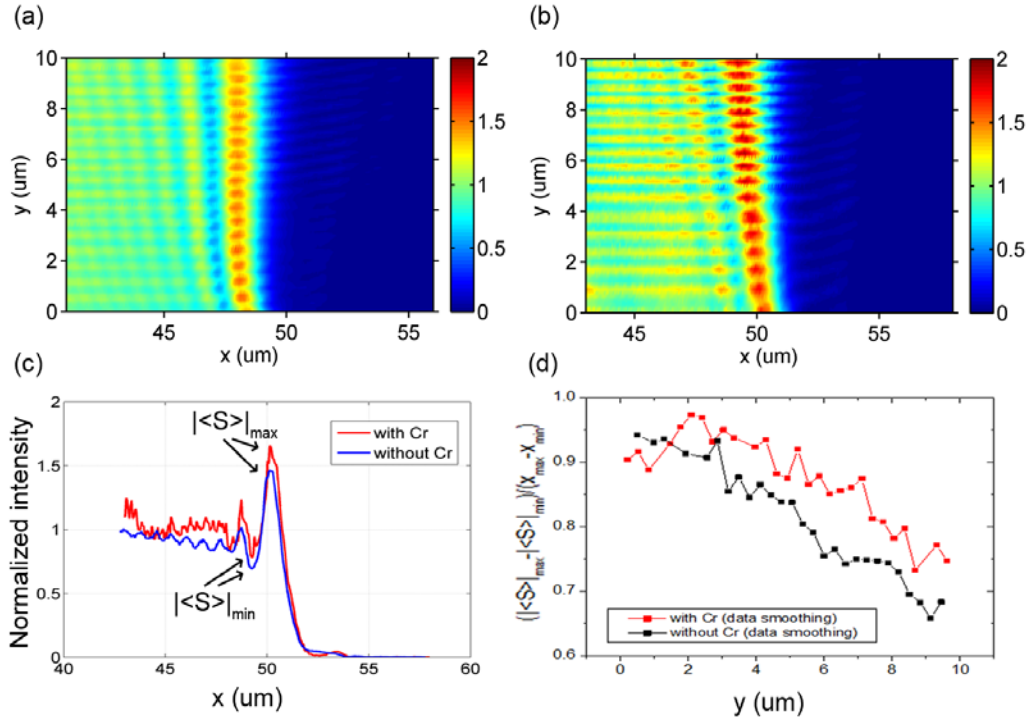 (a)
10
8
6
4
2
0
y (um)
45 50 55
x (um)
2
1.5
1
0.5
0
(b)
10
8
6
4
2
0
y (um)
45 50 55
x (um)
2
1.5
1
0.5
0
(c)
2
1.5
1
0.5
0
Normalized intensity
|<S>|max
with Cr
without Cr
|<S>|min
40 45 50 55 60
x (um)
(d)
1.0
0.9
0.8
0.7
0.6
(|<S>|max-|<S>|min)/(xmax-xmin)
with Cr (data smoothing)
without Cr (data smoothing)
0 2 4 6 8 10
y (um)